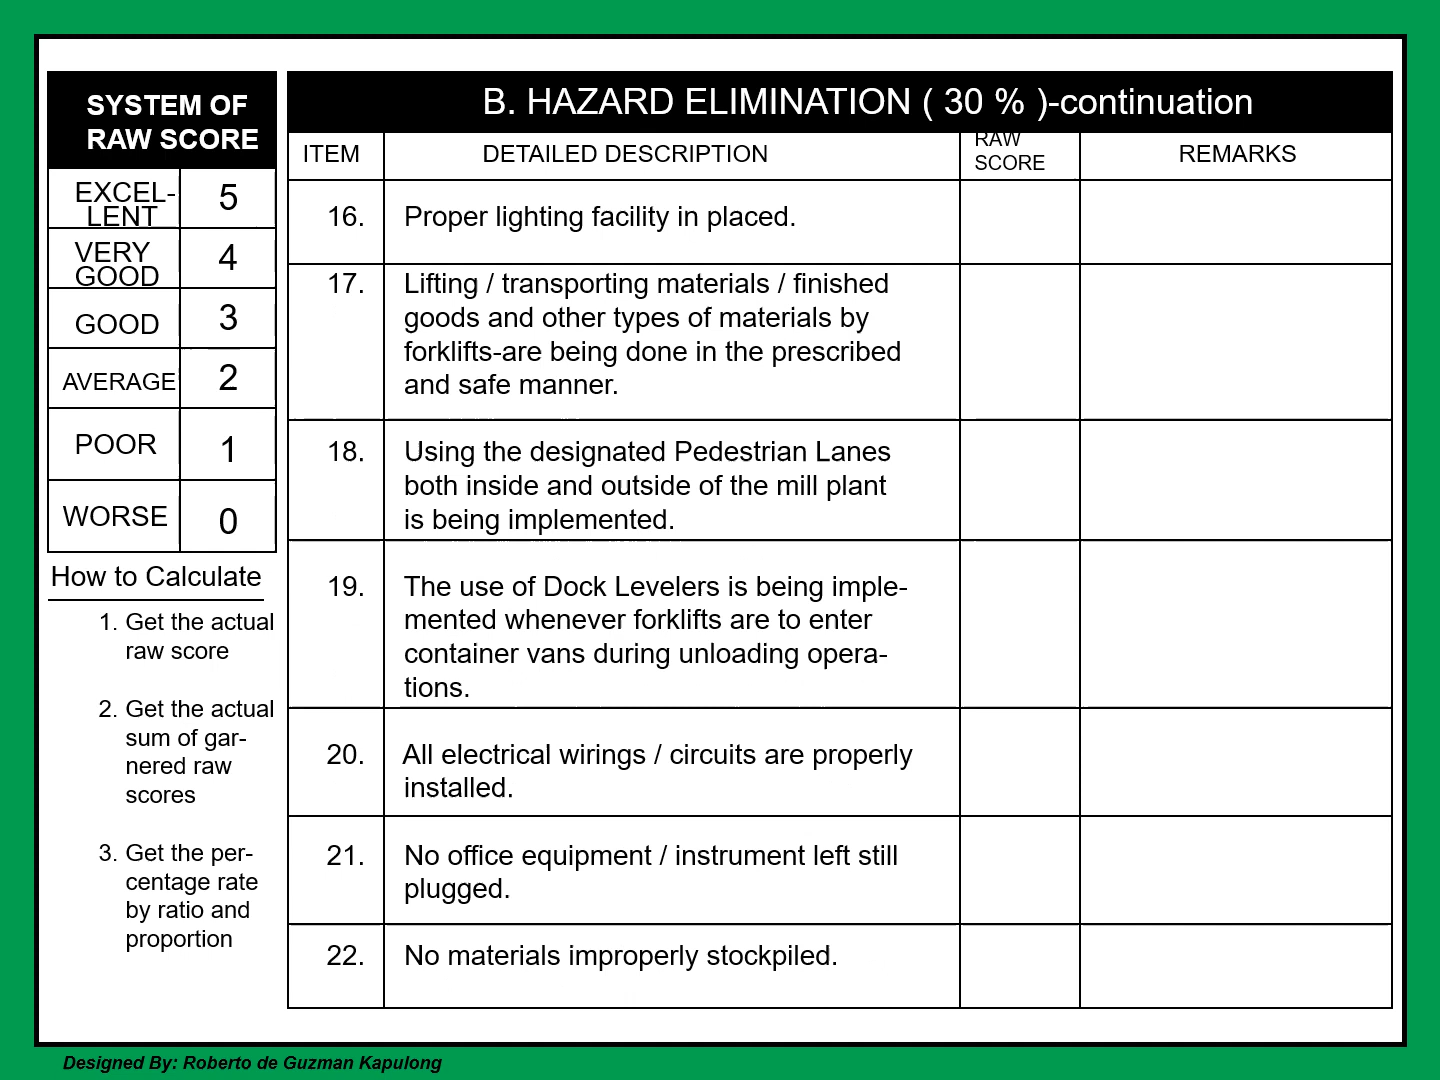 SYSTEM OF
RAW SCORE
EXCEL-
LENT
5
VERY
GOOD
4
GOOD
3
AVERAGE
2
POOR
1
WORSE
0
How to Calculate
1. Get the actual
raw score
2. Get the actual
sum of gar-
nered raw
scores
3. Get the per-
centage rate
by ratio and
proportion
B. HAZARD ELIMINATION ( 30 % )-continuation
ITEM
DETAILED DESCRIPTION
RAW
SCORE
REMARKS
16. Proper lighting facility in placed.
17. Lifting / transporting materials / finished
goods and other types of materials by
forklifts-are being done in the prescribed
and safe manner.
18. Using the designated Pedestrian Lanes
both inside and outside of the mill plant
is being implemented.
19. The use of Dock Levelers is being imple-
mented whenever forklifts are to enter
container vans during unloading opera-
tions.
20. All electrical wirings / circuits are properly
installed.
21. No office equipment / instrument left still
plugged.
22. No materials improperly stockpiled.
Designed By: Roberto de Guzman Kapulong